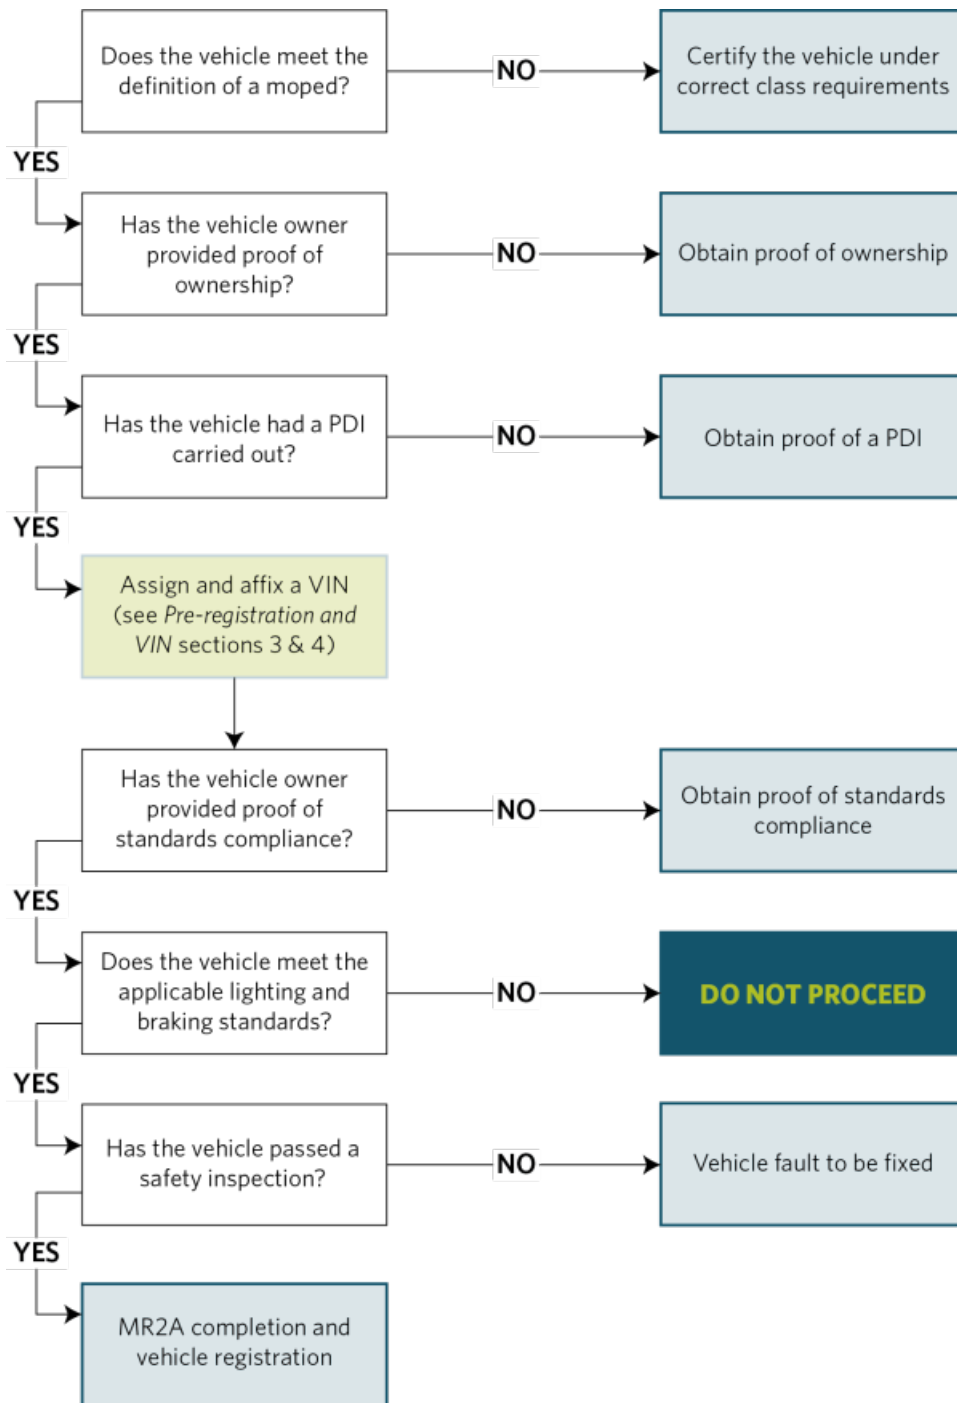 Does the vehicle meet the
definition of a moped?
NO
Certify the vehicle under
correct class requirements
YES
Has the vehicle owner
provided proof of
ownership?
NO
Obtain proof of ownership
YES
Has the vehicle had a PDI
carried out?
NO
Obtain proof of a PDI
YES
Assign and affix a VIN
(see Pre-registration and
VIN sections 3 & 4)
Has the vehicle owner
provided proof of
standards compliance?
NO
Obtain proof of standards
compliance
YES
Does the vehicle meet the
applicable lighting and
braking standards?
NO
DO NOT PROCEED
YES
Has the vehicle passed a
safety inspection?
NO
Vehicle fault to be fixed
YES
MR2A completion and
vehicle registration